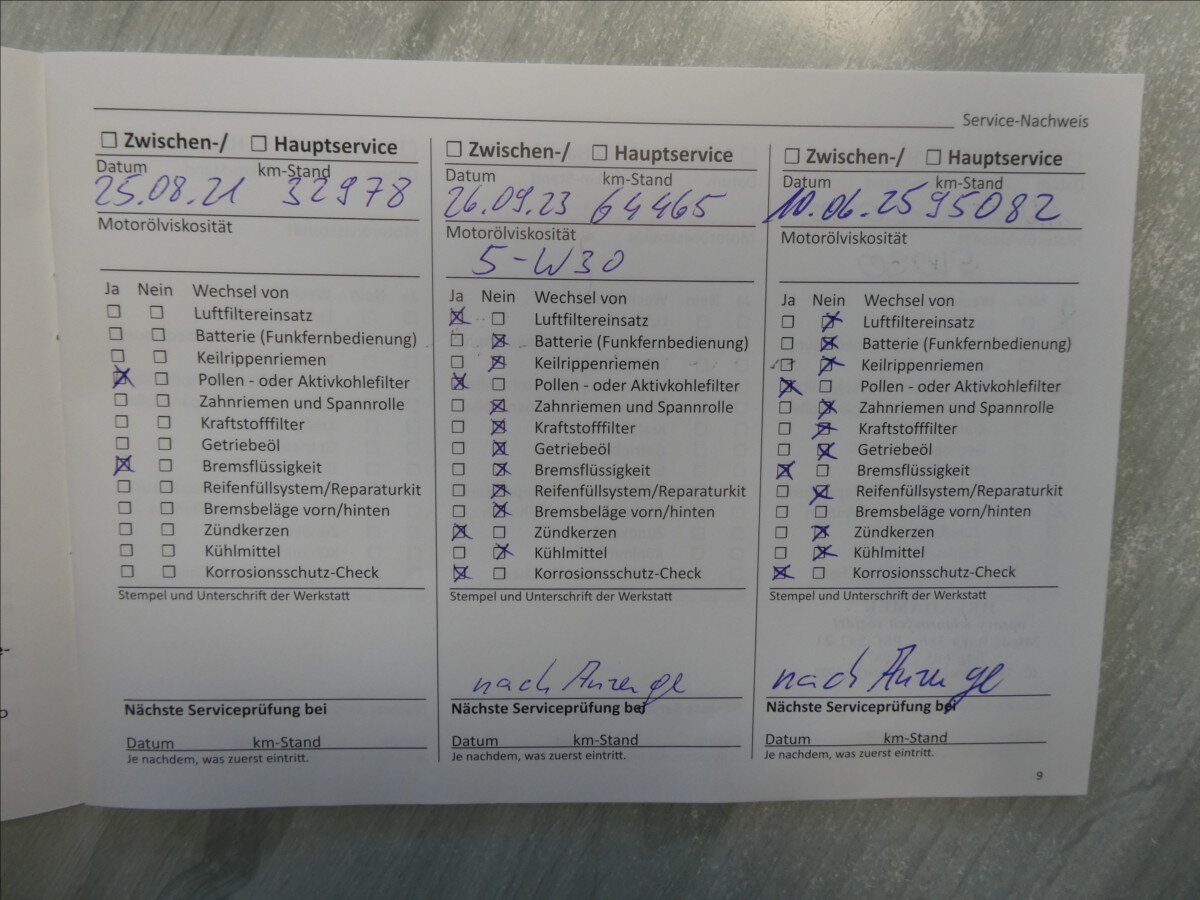 Service-Nachweis
☐ Zwischen-/ ☐ Hauptservice
Datum km-Stand
25.08.21 32978
Motorölviskosität
Ja Nein Wechsel von
☐ ☐ Luftfiltereinsatz
☐ ☐ Batterie (Funkfernbedienung)
☐ ☐ Keilrippenriemen
☒ ☐ Pollen - oder Aktivkohlefilter
☐ ☐ Zahnriemen und Spannrolle
☐ ☐ Kraftstofffilter
☐ ☐ Getriebeöl
☒ ☐ Bremsflüssigkeit
☐ ☐ Reifenfüllsystem/Reparaturkit
☐ ☐ Bremsbeläge vorn/hinten
☐ ☐ Zündkerzen
☐ ☐ Kühlmittel
☐ ☐ Korrosionsschutz-Check
Stempel und Unterschrift der Werkstatt
Nächste Serviceprüfung bei
Datum km-Stand
Je nachdem, was zuerst eintritt.
☐ Zwischen-/ ☐ Hauptservice
Datum km-Stand
26.09.23 64465
Motorölviskosität
5-W30
Ja Nein Wechsel von
☒ ☐ Luftfiltereinsatz
☐ ☒ Batterie (Funkfernbedienung)
☐ ☒ Keilrippenriemen
☒ ☐ Pollen - oder Aktivkohlefilter
☐ ☒ Zahnriemen und Spannrolle
☐ ☒ Kraftstofffilter
☐ ☒ Getriebeöl
☐ ☒ Bremsflüssigkeit
☐ ☒ Reifenfüllsystem/Reparaturkit
☐ ☒ Bremsbeläge vorn/hinten
☒ ☐ Zündkerzen
☐ ☒ Kühlmittel
☒ ☐ Korrosionsschutz-Check
Stempel und Unterschrift der Werkstatt
nach Anzeige
Nächste Serviceprüfung bei
Datum km-Stand
Je nachdem, was zuerst eintritt.
☐ Zwischen-/ ☐ Hauptservice
Datum km-Stand
10.06.25 95082
Motorölviskosität
Ja Nein Wechsel von
☐ ☒ Luftfiltereinsatz
☐ ☒ Batterie (Funkfernbedienung)
☐ ☒ Keilrippenriemen
☒ ☐ Pollen - oder Aktivkohlefilter
☐ ☒ Zahnriemen und Spannrolle
☐ ☒ Kraftstofffilter
☐ ☒ Getriebeöl
☒ ☐ Bremsflüssigkeit
☐ ☒ Reifenfüllsystem/Reparaturkit
☐ ☐ Bremsbeläge vorn/hinten
☐ ☒ Zündkerzen
☐ ☒ Kühlmittel
☒ ☐ Korrosionsschutz-Check
Stempel und Unterschrift der Werkstatt
nach Anzeige
Nächste Serviceprüfung bei
Datum km-Stand
Je nachdem, was zuerst eintritt.
9